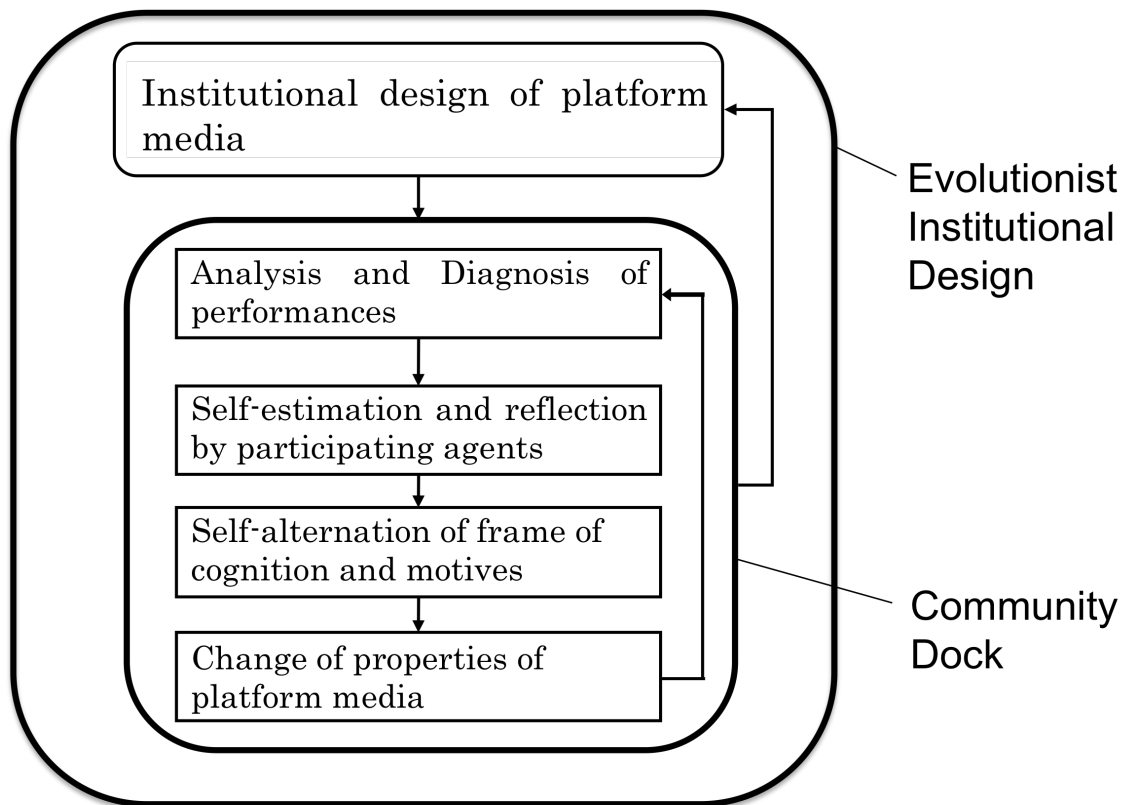 Institutional design of platform
media
Analysis and Diagnosis of
performances
Self-estimation and reflection
by participating agents
Self-alternation of frame of
cognition and motives
Change of properties of
platform media
Evolutionist
Institutional
Design
Community
Dock